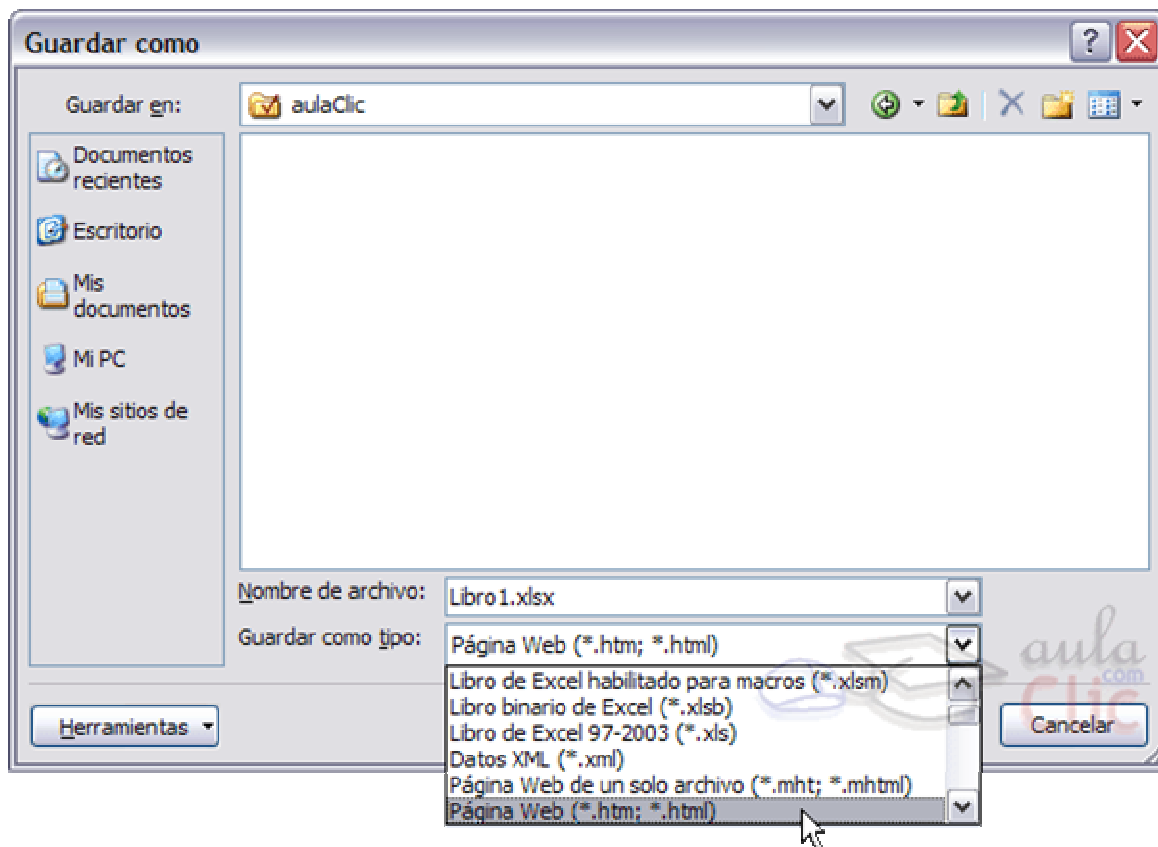 Guardar como
Guardar en:
aulaClic
Documentos
recientes
Escritorio
Mis
documentos
Mi PC
Mis sitios de
red
Nombre de archivo:
Libro1.xlsx
Guardar como tipo:
Página Web (*.htm; *.html)
Libro de Excel habilitado para macros (*.xlsm)
Libro binario de Excel (*.xlsb)
Libro de Excel 97-2003 (*.xls)
Datos XML (*.xml)
Página Web de un solo archivo (*.mht; *.mhtml)
Página Web (*.htm; *.html)
Herramientas
Cancelar
aula
.com
Clic